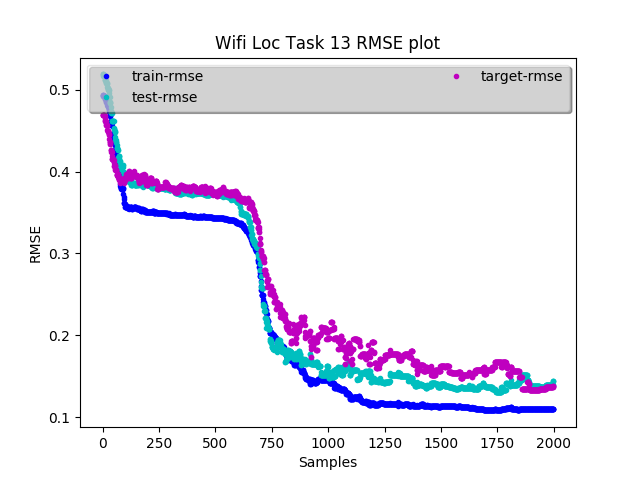 Wifi Loc Task 13 RMSE plot
train-rmse
test-rmse
target-rmse
RMSE
0.5
0.4
0.3
0.2
0.1
0 250 500 750 1000 1250 1500 1750 2000
Samples